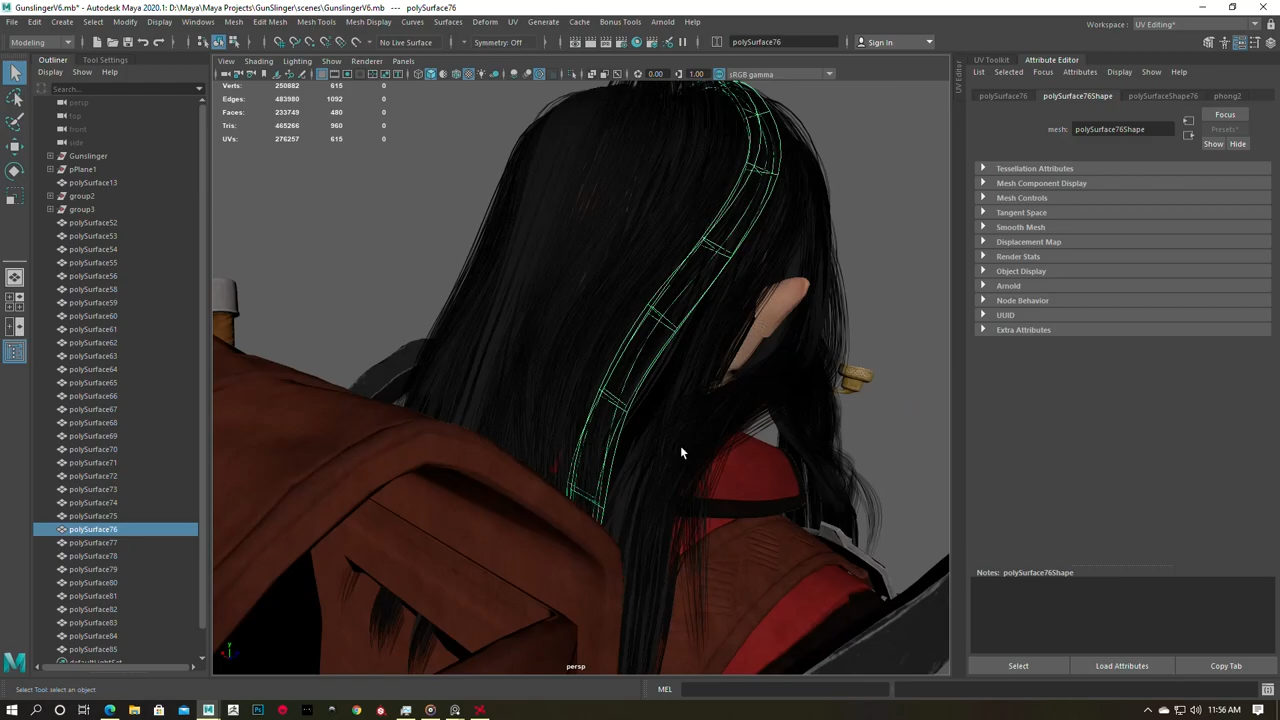 GunslingerV6.mb* - Autodesk Maya 2020.1: D:\Maya\Maya Projects\GunSlinger\scenes\GunslingerV6.mb   ---   polySurface76
File Edit Create Select Modify Display Windows Mesh Edit Mesh Mesh Tools Mesh Display Curves Surfaces Deform UV Generate Cache Bonus Tools Arnold Help
Workspace : UV Editing*
Modeling No Live Surface Symmetry: Off polySurface76 Sign In
Outliner Tool Settings
Display Show Help
Search...
persp
top
front
side
Gunslinger
pPlane1
polySurface13
group2
group3
polySurface52
polySurface53
polySurface54
polySurface55
polySurface56
polySurface58
polySurface59
polySurface60
polySurface61
polySurface62
polySurface63
polySurface64
polySurface65
polySurface66
polySurface67
polySurface68
polySurface69
polySurface70
polySurface71
polySurface72
polySurface73
polySurface74
polySurface75
polySurface76
polySurface77
polySurface78
polySurface79
polySurface80
polySurface81
polySurface82
polySurface83
polySurface84
polySurface85
defaultLightSet
View Shading Lighting Show Renderer Panels
0.00 1.00 sRGB gamma
Verts: 250882 615 0
Edges: 483980 1092 0
Faces: 233749 480 0
Tris: 465266 960 0
UVs: 276257 615 0
persp
UV Editor
UV Toolkit Attribute Editor
List Selected Focus Attributes Display Show Help
polySurface76 polySurface76Shape polySurfaceShape76 phong2
mesh: polySurface76Shape
Focus
Presets*
Show Hide
Tessellation Attributes
Mesh Component Display
Mesh Controls
Tangent Space
Smooth Mesh
Displacement Map
Render Stats
Object Display
Arnold
Node Behavior
UUID
Extra Attributes
Notes: polySurface76Shape
Select Load Attributes Copy Tab
Select Tool: select an object
MEL
11:56 AM